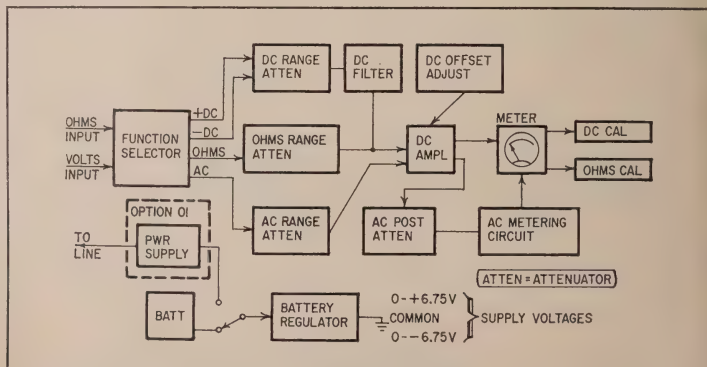 DC RANGE
ATTEN
DC .
FILTER
DC OFFSET
ADJUST
+DC
-DC
OHMS
AC
OHMS
INPUT
VOLTS
INPUT
FUNCTION
SELECTOR
OHMS RANGE
ATTEN
DC
AMPL
METER
DC CAL
OHMS CAL
AC RANGE
ATTEN
AC POST
ATTEN
AC METERING
CIRCUIT
OPTION 01
TO
LINE
PWR
SUPPLY
(ATTEN = ATTENUATOR)
BATT
BATTERY
REGULATOR
0-+6.75V
COMMON
0--6.75V
SUPPLY VOLTAGES